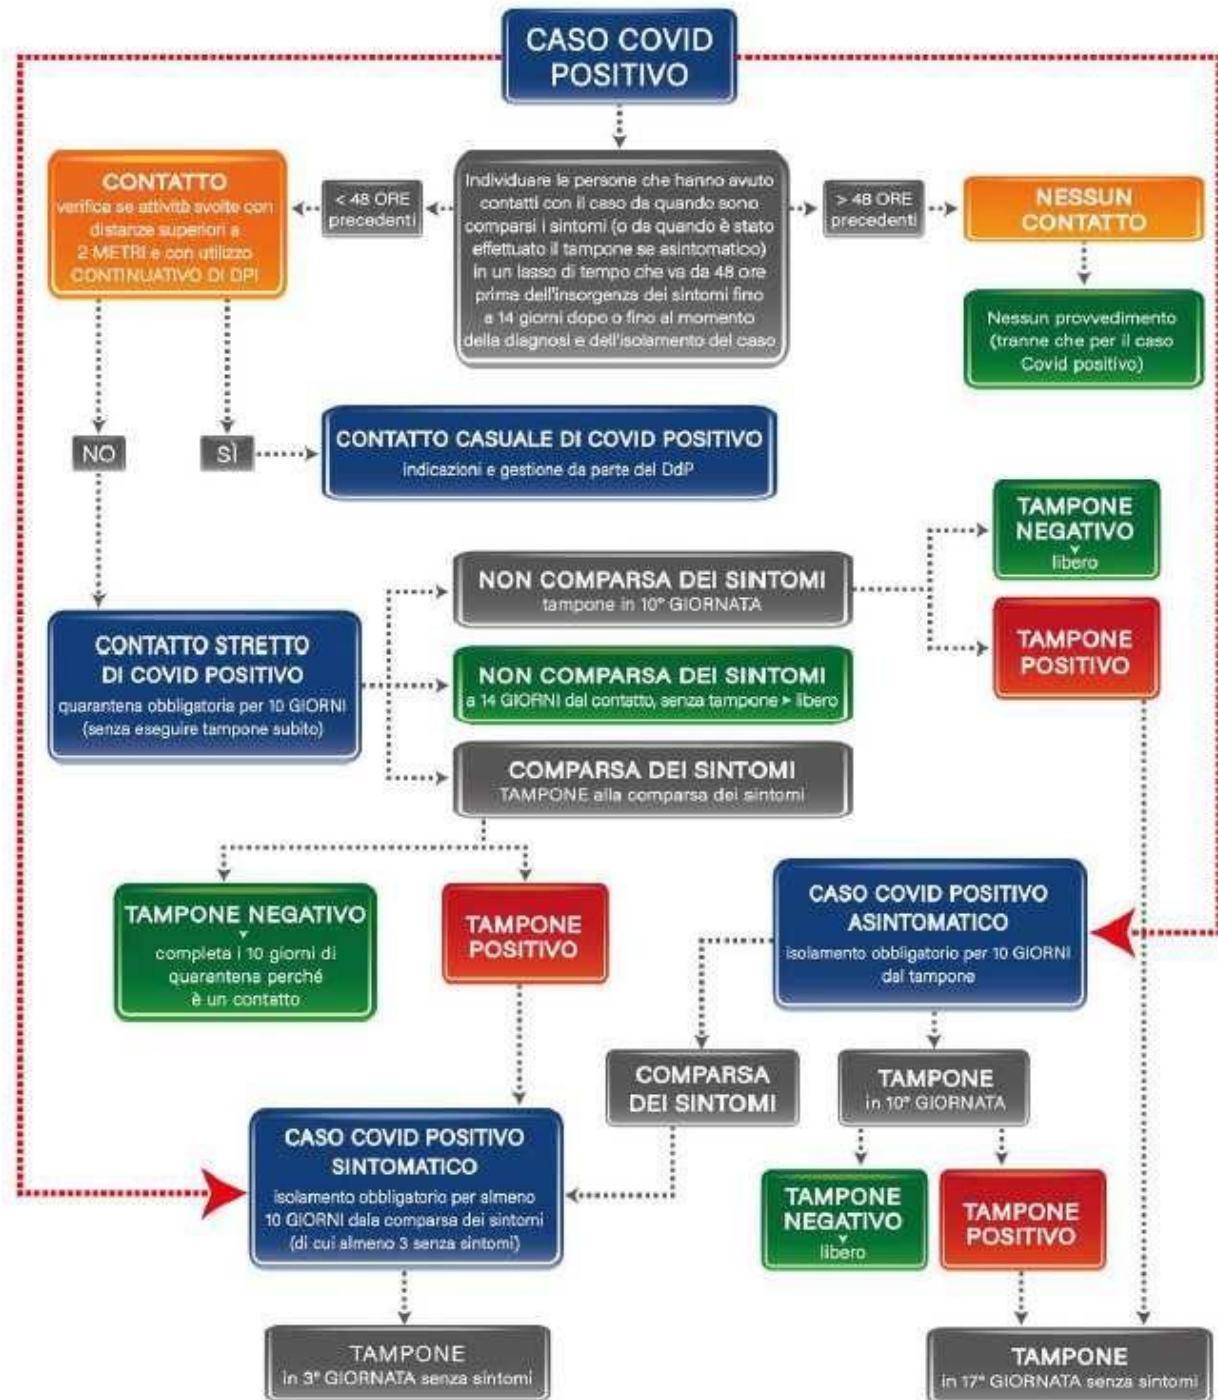 CASO COVID
POSITIVO
CONTATTO
verifica se attività svolte con
distanze superiori a
2 METRI e con utilizzo
CONTINUATIVO DI DPI
< 48 ORE
precedenti
Individuare le persone che hanno avuto
contatti con il caso da quando sono
comparsi i sintomi (o da quando è stato
effettuato il tampone se asintomatico)
in un lasso di tempo che va da 48 ore
prima dell'insorgenza dei sintomi fino
a 14 giorni dopo o fino al momento
della diagnosi e dell'isolamento del caso
> 48 ORE
precedenti
NESSUN
CONTATTO
Nessun provvedimento
(tranne che per il caso
Covid positivo)
NO
SÌ
CONTATTO CASUALE DI COVID POSITIVO
indicazioni e gestione da parte del DdP
CONTATTO STRETTO
DI COVID POSITIVO
quarantena obbligatoria per 10 GIORNI
(senza eseguire tampone subito)
NON COMPARSA DEI SINTOMI
tampone in 10ª GIORNATA
NON COMPARSA DEI SINTOMI
a 14 GIORNI dal contatto, senza tampone ▸ libero
COMPARSA DEI SINTOMI
TAMPONE alla comparsa dei sintomi
TAMPONE
NEGATIVO
libero
TAMPONE
POSITIVO
TAMPONE NEGATIVO
completa i 10 giorni di
quarantena perché
è un contatto
TAMPONE
POSITIVO
CASO COVID POSITIVO
ASINTOMATICO
isolamento obbligatorio per 10 GIORNI
dal tampone
COMPARSA
DEI SINTOMI
TAMPONE
in 10ª GIORNATA
CASO COVID POSITIVO
SINTOMATICO
isolamento obbligatorio per almeno
10 GIORNI dala comparsa dei sintomi
(di cui almeno 3 senza sintomi)
TAMPONE
NEGATIVO
libero
TAMPONE
POSITIVO
TAMPONE
in 3ª GIORNATA senza sintomi
TAMPONE
in 17ª GIORNATA senza sintomi